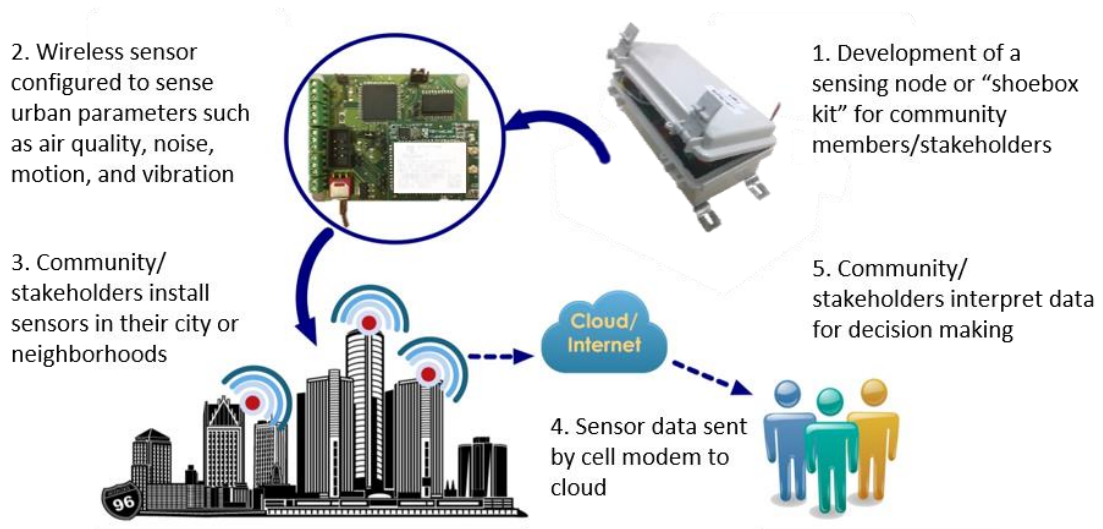 2. Wireless sensor
configured to sense
urban parameters such
as air quality, noise,
motion, and vibration
1. Development of a
sensing node or “shoebox
kit” for community
members/stakeholders
3. Community/
stakeholders install
sensors in their city or
neighborhoods
Cloud/
Internet
5. Community/
stakeholders interpret data
for decision making
4. Sensor data sent
by cell modem to
cloud
96